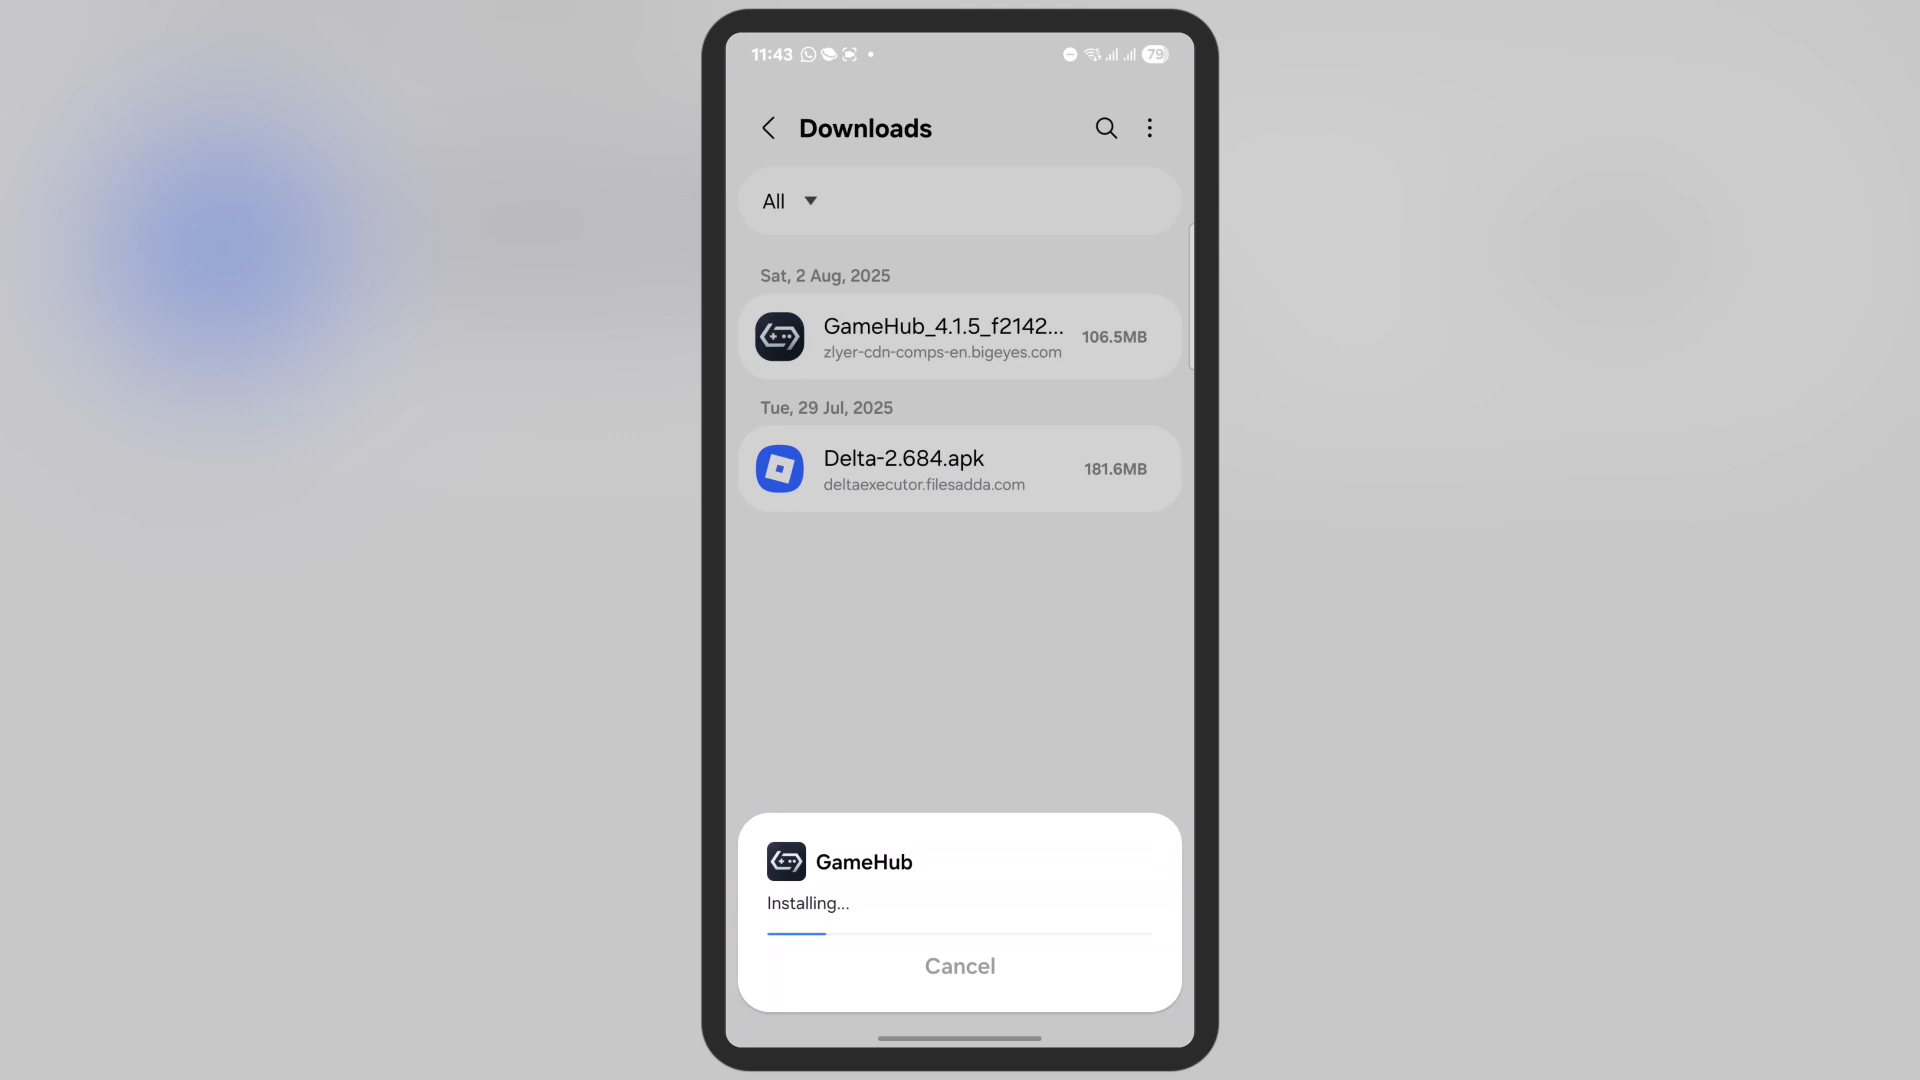 11:43
79
Downloads
All
Sat, 2 Aug, 2025
GameHub_4.1.5_f2142...
106.5MB
zlyer-cdn-comps-en.bigeyes.com
Tue, 29 Jul, 2025
Delta-2.684.apk
181.6MB
deltaexecutor.filesadda.com
GameHub
Installing...
Cancel